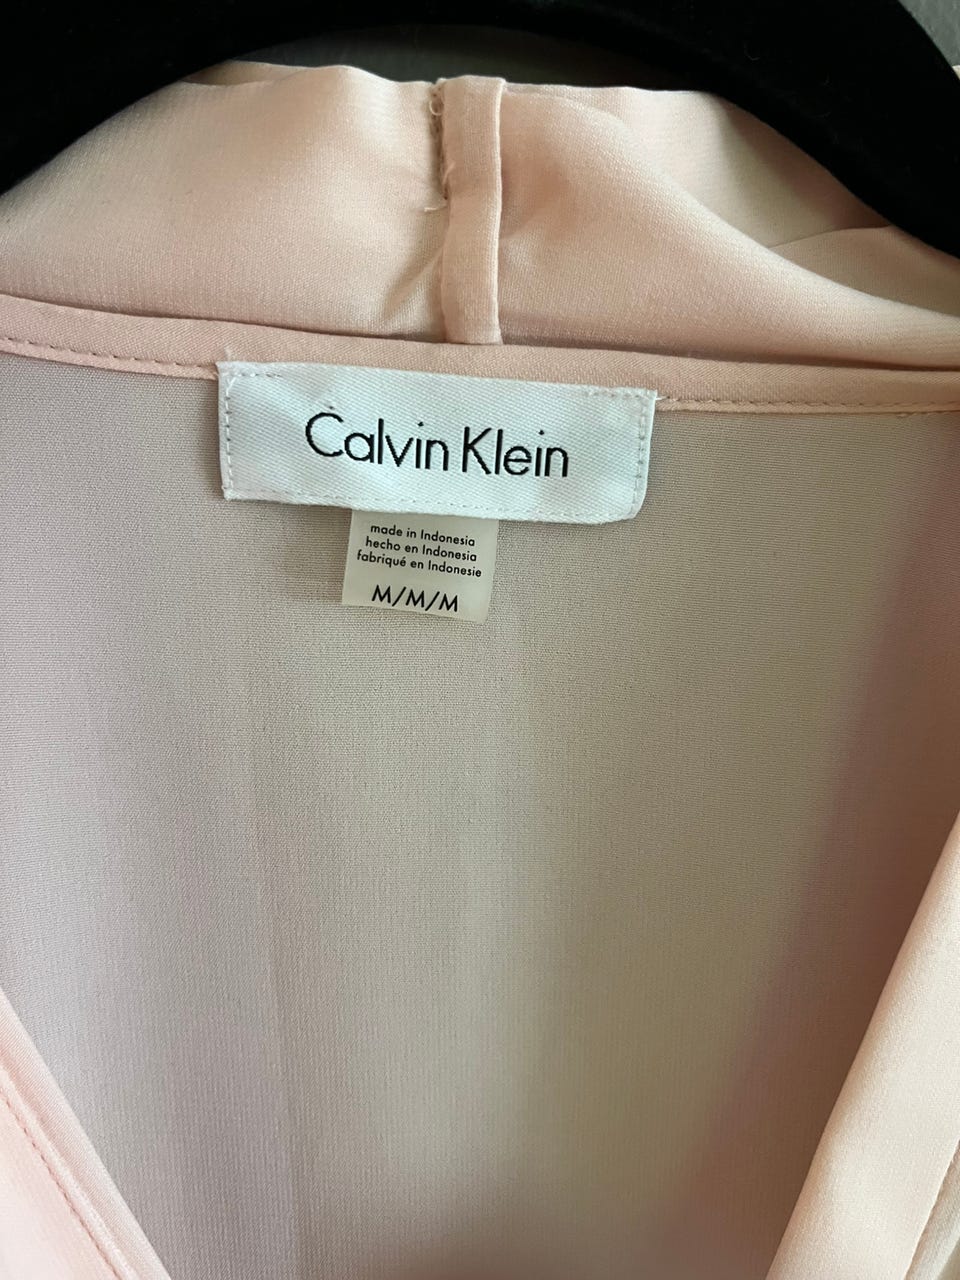 Calvin Klein
made in Indonesia
hecho en Indonesia
fabriqué en Indonesie
M/M/M